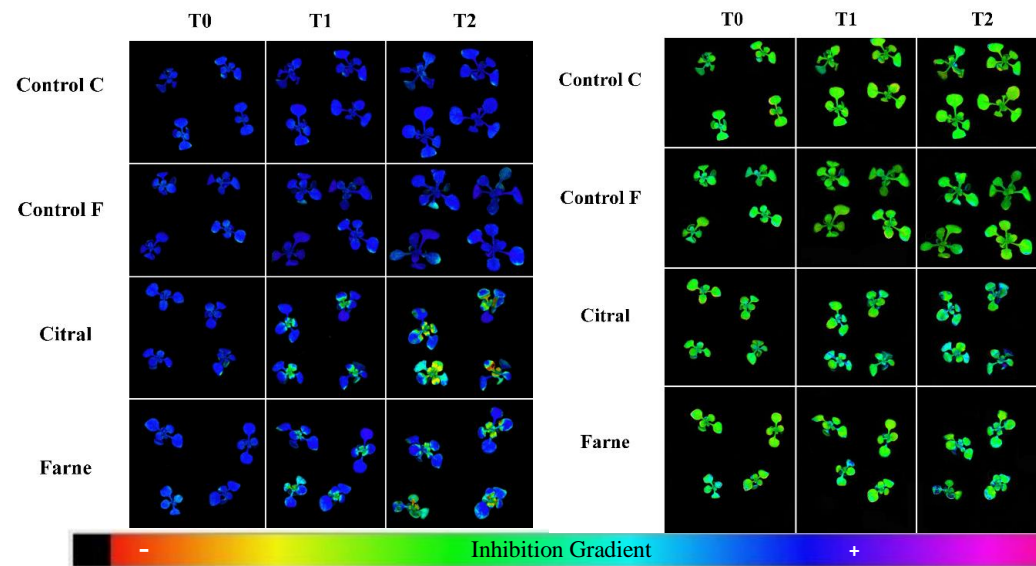 T0 T1 T2
Control C
Control F
Citral
Farne
T0 T1 T2
Control C
Control F
Citral
Farne
- Inhibition Gradient +